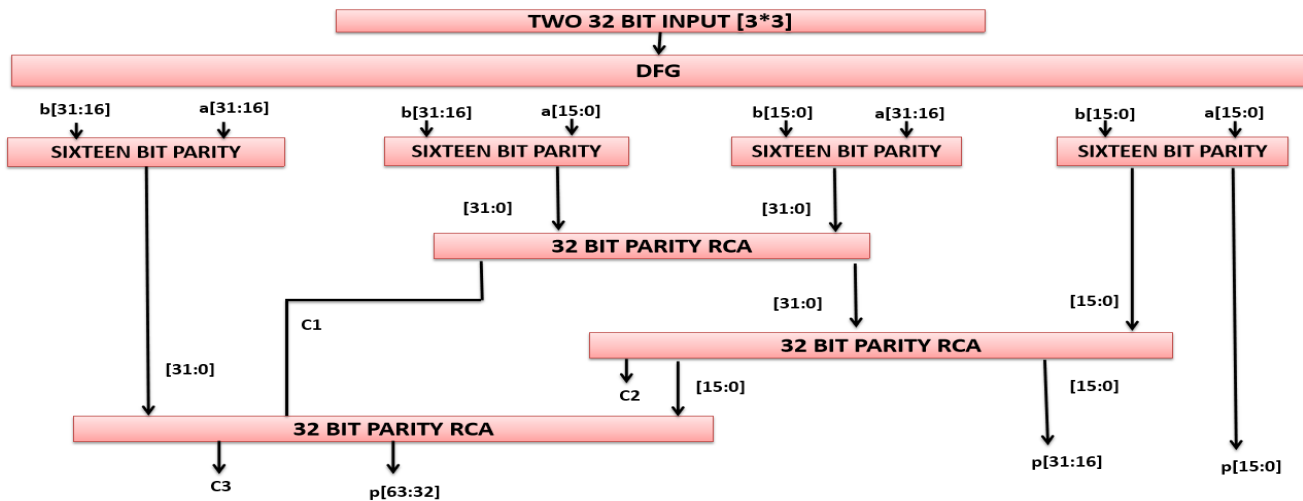 TWO 32 BIT INPUT [3*3]
DFG
b[31:16] a[31:16] b[31:16] a[15:0] b[15:0] a[31:16] b[15:0] a[15:0]
SIXTEEN BIT PARITY SIXTEEN BIT PARITY SIXTEEN BIT PARITY SIXTEEN BIT PARITY
[31:0] [31:0]
32 BIT PARITY RCA
C1 [31:0] [15:0]
32 BIT PARITY RCA
[31:0] C2 [15:0] [15:0]
32 BIT PARITY RCA
C3 p[63:32] p[31:16] p[15:0]